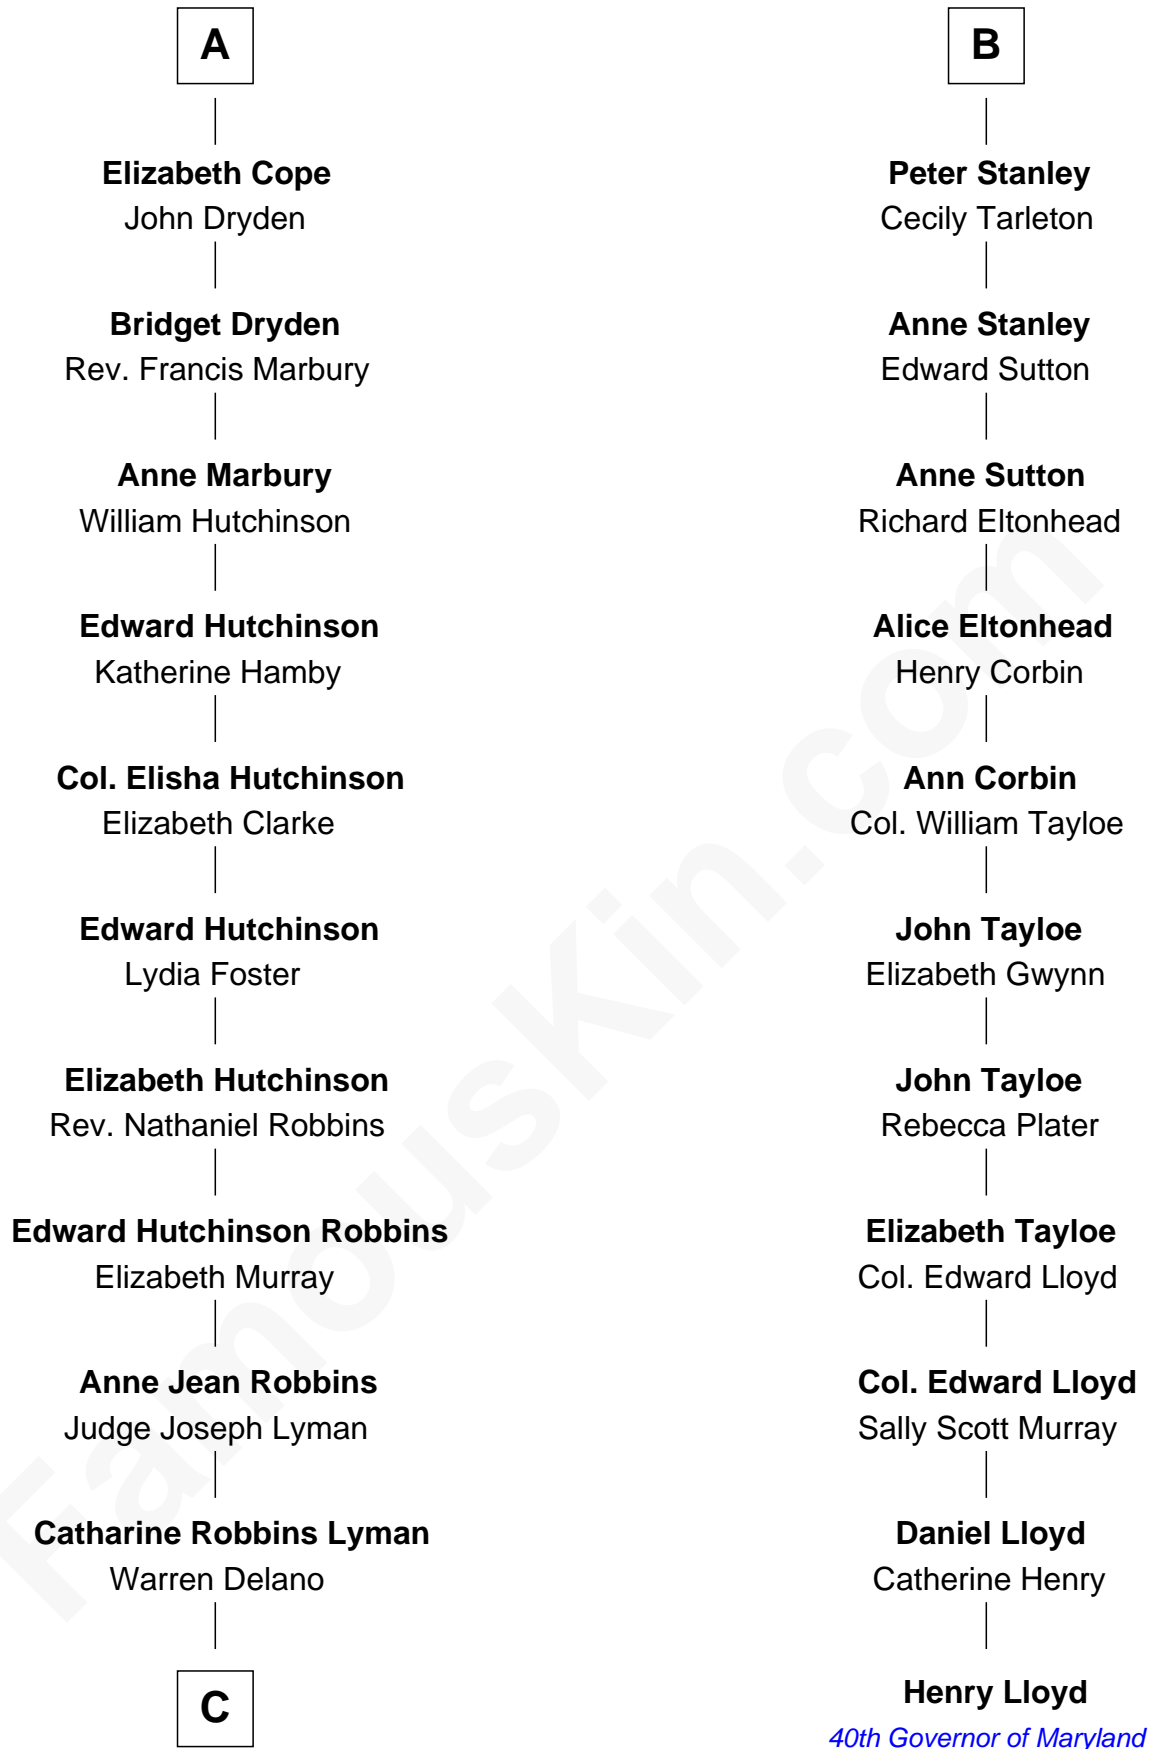 A
Elizabeth Cope
John Dryden
Bridget Dryden
Rev. Francis Marbury
Anne Marbury
William Hutchinson
Edward Hutchinson
Katherine Hamby
Col. Elisha Hutchinson
Elizabeth Clarke
Edward Hutchinson
Lydia Foster
Elizabeth Hutchinson
Rev. Nathaniel Robbins
Edward Hutchinson Robbins
Elizabeth Murray
Anne Jean Robbins
Judge Joseph Lyman
Catharine Robbins Lyman
Warren Delano
C
B
Peter Stanley
Cecily Tarleton
Anne Stanley
Edward Sutton
Anne Sutton
Richard Eltonhead
Alice Eltonhead
Henry Corbin
Ann Corbin
Col. William Tayloe
John Tayloe
Elizabeth Gwynn
John Tayloe
Rebecca Plater
Elizabeth Tayloe
Col. Edward Lloyd
Col. Edward Lloyd
Sally Scott Murray
Daniel Lloyd
Catherine Henry
Henry Lloyd
40th Governor of Maryland
FamousKin.com